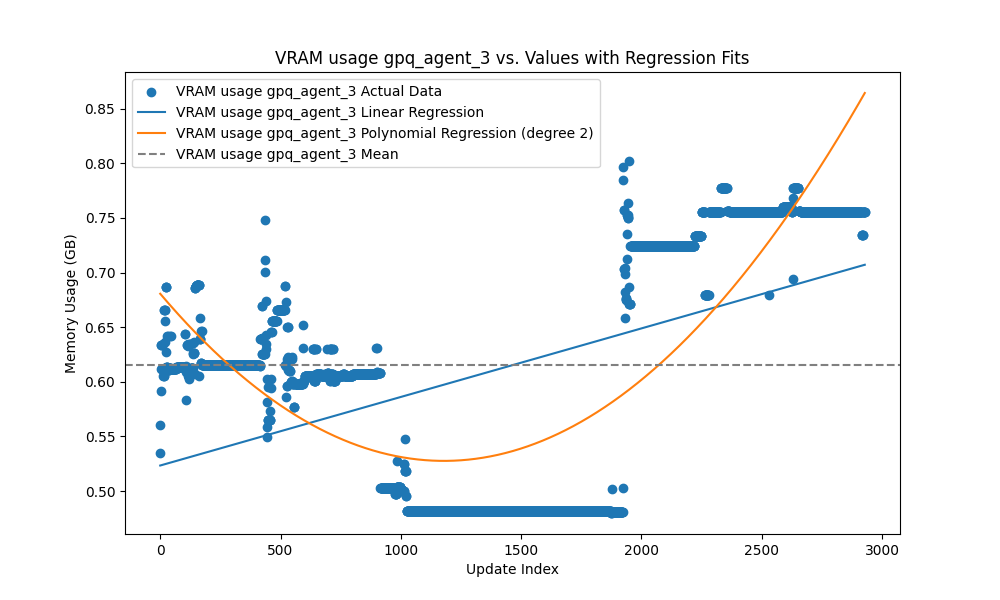 VRAM usage gpq_agent_3 vs. Values with Regression Fits
VRAM usage gpq_agent_3 Actual Data
VRAM usage gpq_agent_3 Linear Regression
VRAM usage gpq_agent_3 Polynomial Regression (degree 2)
VRAM usage gpq_agent_3 Mean
Memory Usage (GB)
0.85
0.80
0.75
0.70
0.65
0.60
0.55
0.50
0
500
1000
1500
2000
2500
3000
Update Index